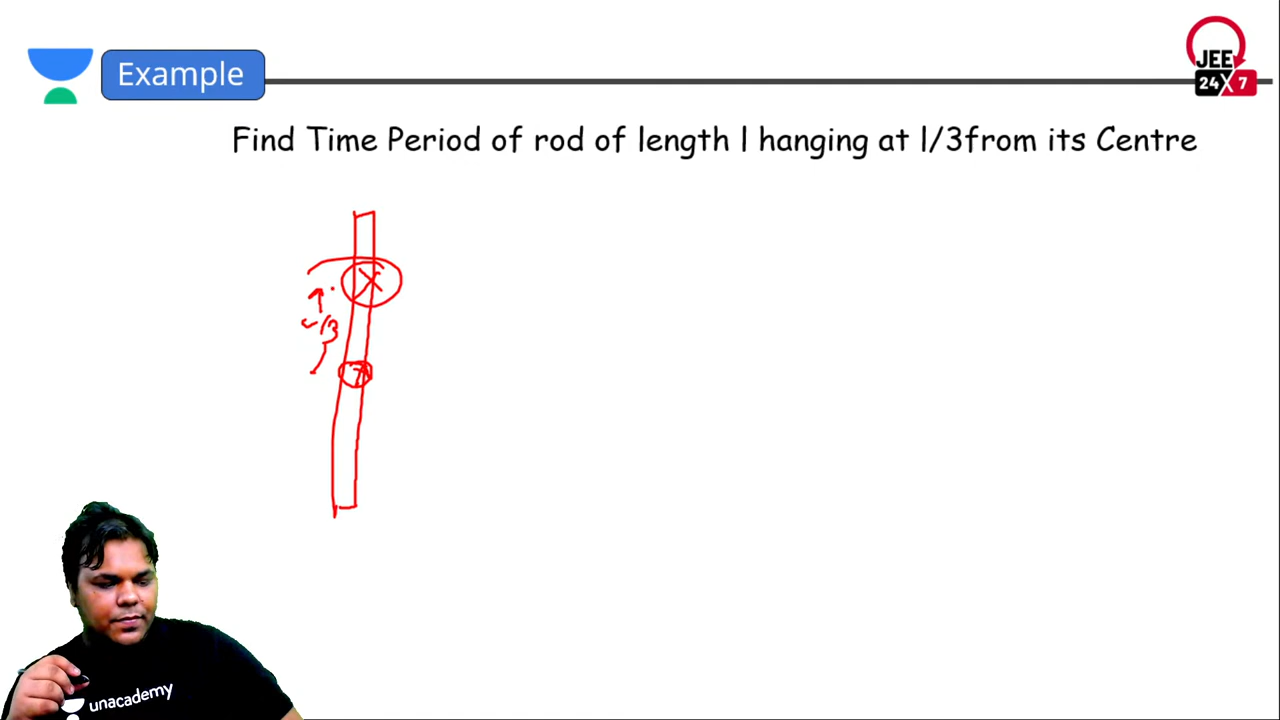 JEE
24X7
Example
Find Time Period of rod of length l hanging at l/3from its Centre
L/3
unacademy